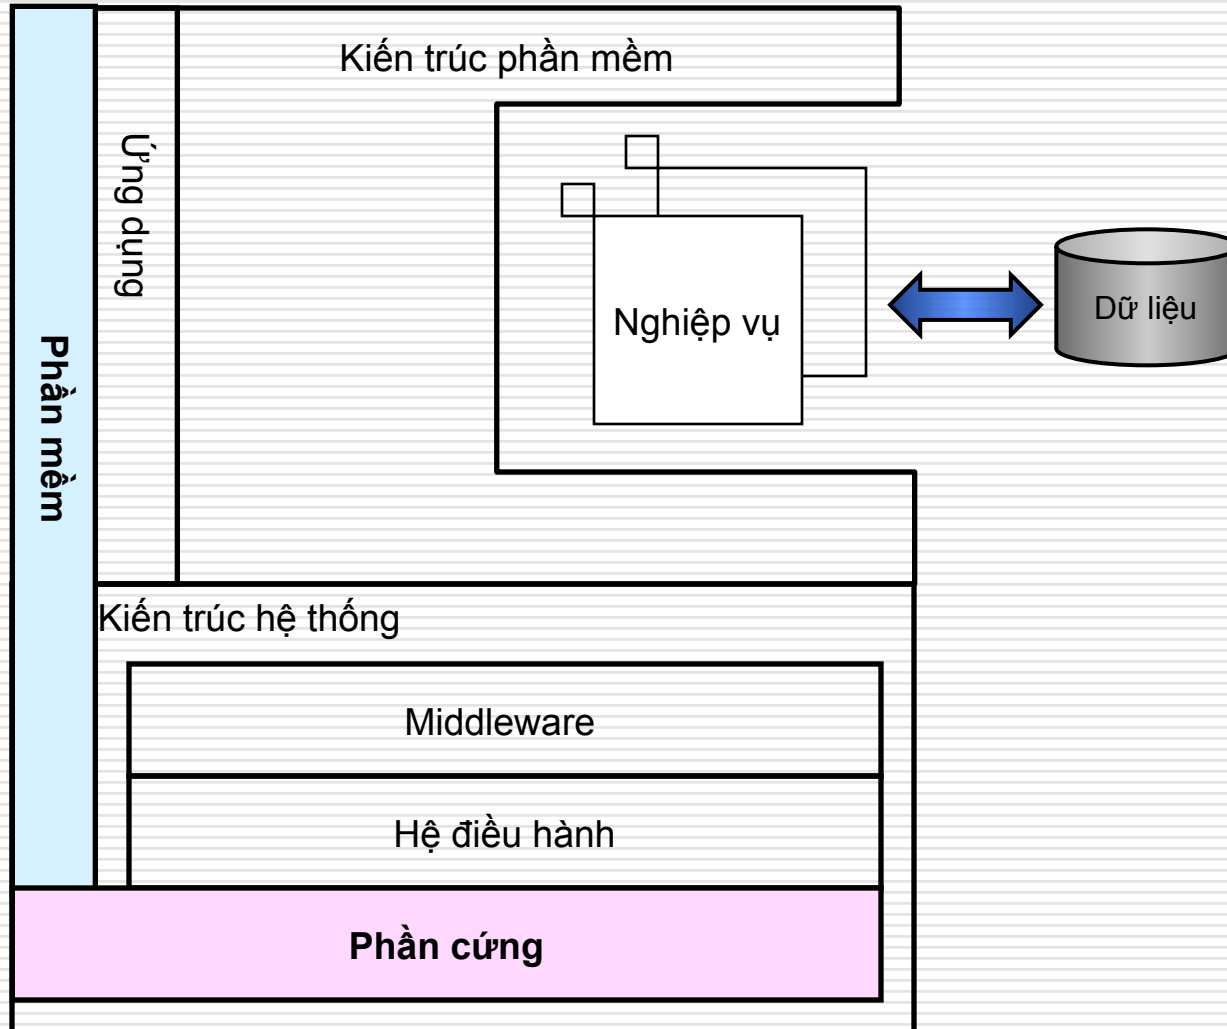 Kiến trúc phần mềm
Ứng dụng
Phần mềm
Nghiệp vụ
Dữ liệu
Kiến trúc hệ thống
Middleware
Hệ điều hành
Phần cứng